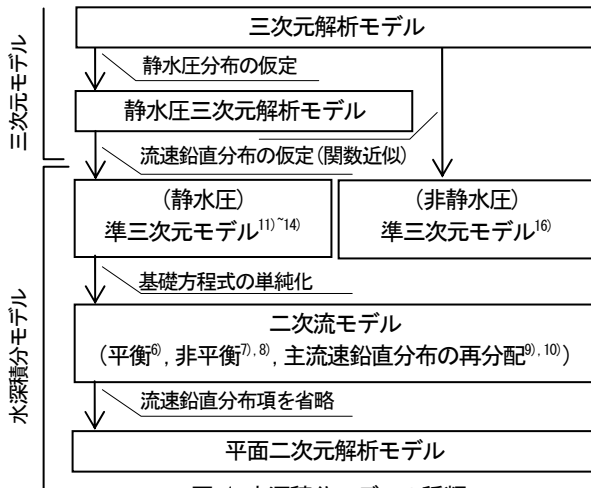 三次元解析モデル
静水圧分布の仮定
静水圧三次元解析モデル
流速鉛直分布の仮定(関数近似)
(静水圧)
準三次元モデル11)~14)
(非静水圧)
準三次元モデル16)
基礎方程式の単純化
二次流モデル
(平衡6), 非平衡7), 8), 主流速鉛直分布の再分配9), 10))
流速鉛直分布項を省略
平面二次元解析モデル
三次元モデル
水深積分モデル